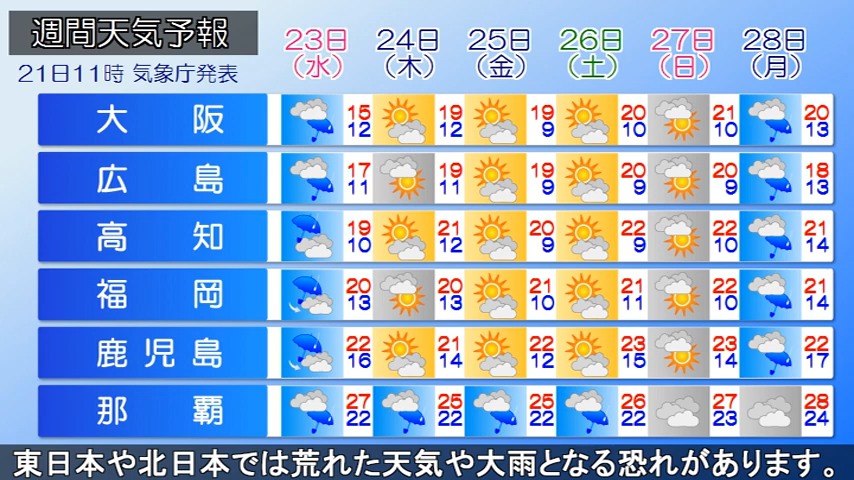 週間天気予報
21日11時 気象庁発表
23日 24日 25日 26日 27日 28日
(水) (木) (金) (土) (日) (月)
大阪 15 12 19 12 19 9 20 10 21 10 20 13
広島 17 11 19 11 19 9 20 9 20 9 18 13
高知 19 10 21 12 20 9 22 9 22 10 21 14
福岡 20 13 20 13 21 10 21 11 22 10 21 14
鹿児島 22 16 21 14 22 12 23 15 23 14 22 17
那覇 27 22 25 22 25 22 26 22 27 23 28 24
東日本や北日本では荒れた天気や大雨となる恐れがあります。